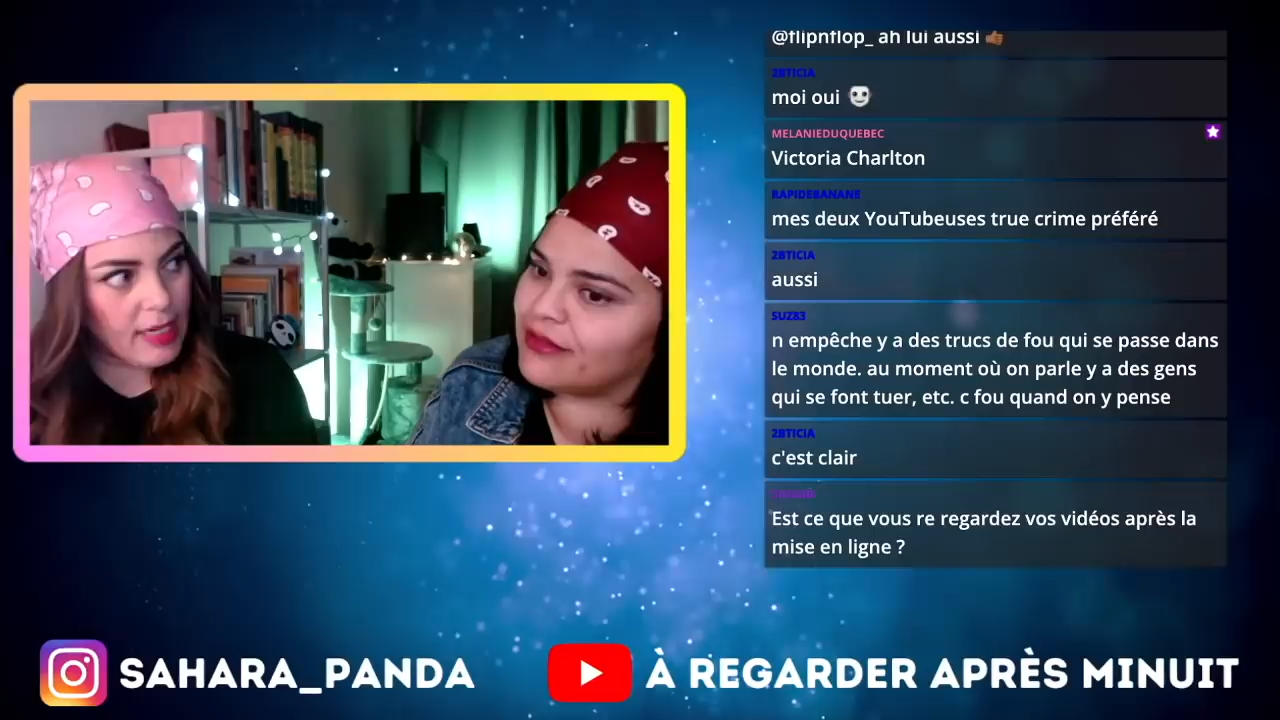 @flipnflop_ ah lui aussi
2BTICIA
moi oui
MELANIEDUQUEBEC
Victoria Charlton
RAPIDEBANANE
mes deux YouTubeuses true crime préféré
2BTICIA
aussi
SUZ83
n empêche y a des trucs de fou qui se passe dans
le monde. au moment où on parle y a des gens
qui se font tuer, etc. c fou quand on y pense
2BTICIA
c'est clair
Est ce que vous re regardez vos vidéos après la
mise en ligne ?
SAHARA_PANDA
À REGARDER APRÈS MINUIT